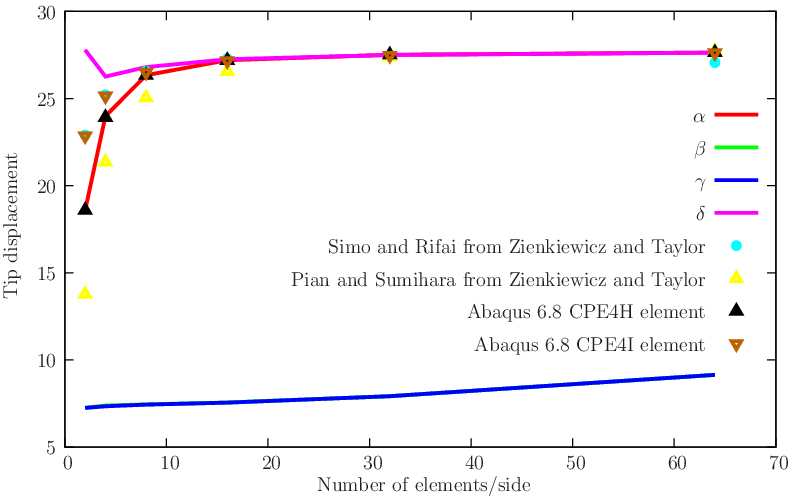 30
25
20
15
10
5
Tip displacement
α
β
γ
δ
Simo and Rifai from Zienkiewicz and Taylor
Pian and Sumihara from Zienkiewicz and Taylor
Abaqus 6.8 CPE4H element
Abaqus 6.8 CPE4I element
0 10 20 30 40 50 60 70
Number of elements/side